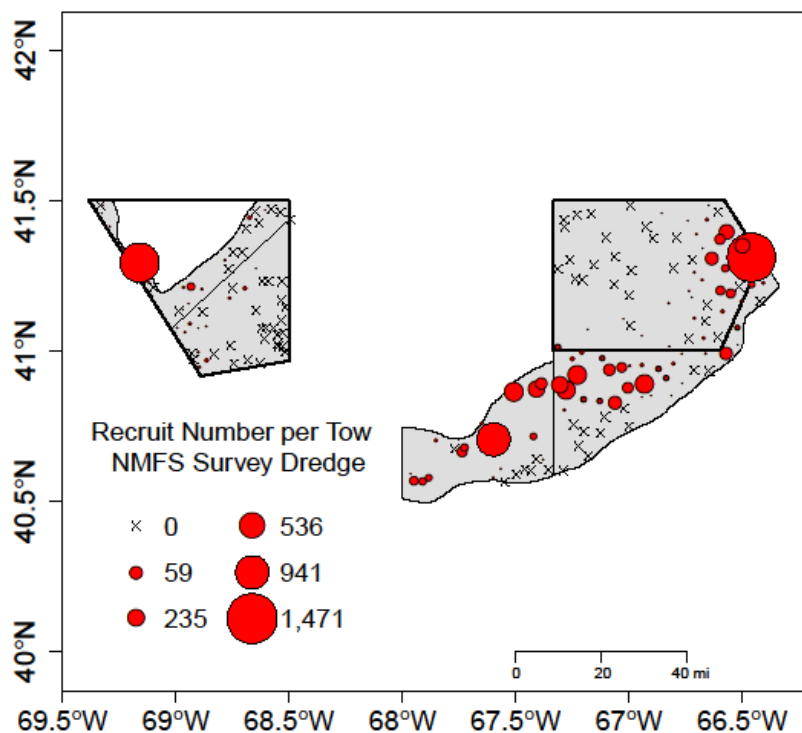 42°N
41.5°N
41°N
40.5°N
40°N
Recruit Number per Tow
NMFS Survey Dredge
0
536
59
941
235
1,471
0
20
40 mi
69.5°W
69°W
68.5°W
68°W
67.5°W
67°W
66.5°W